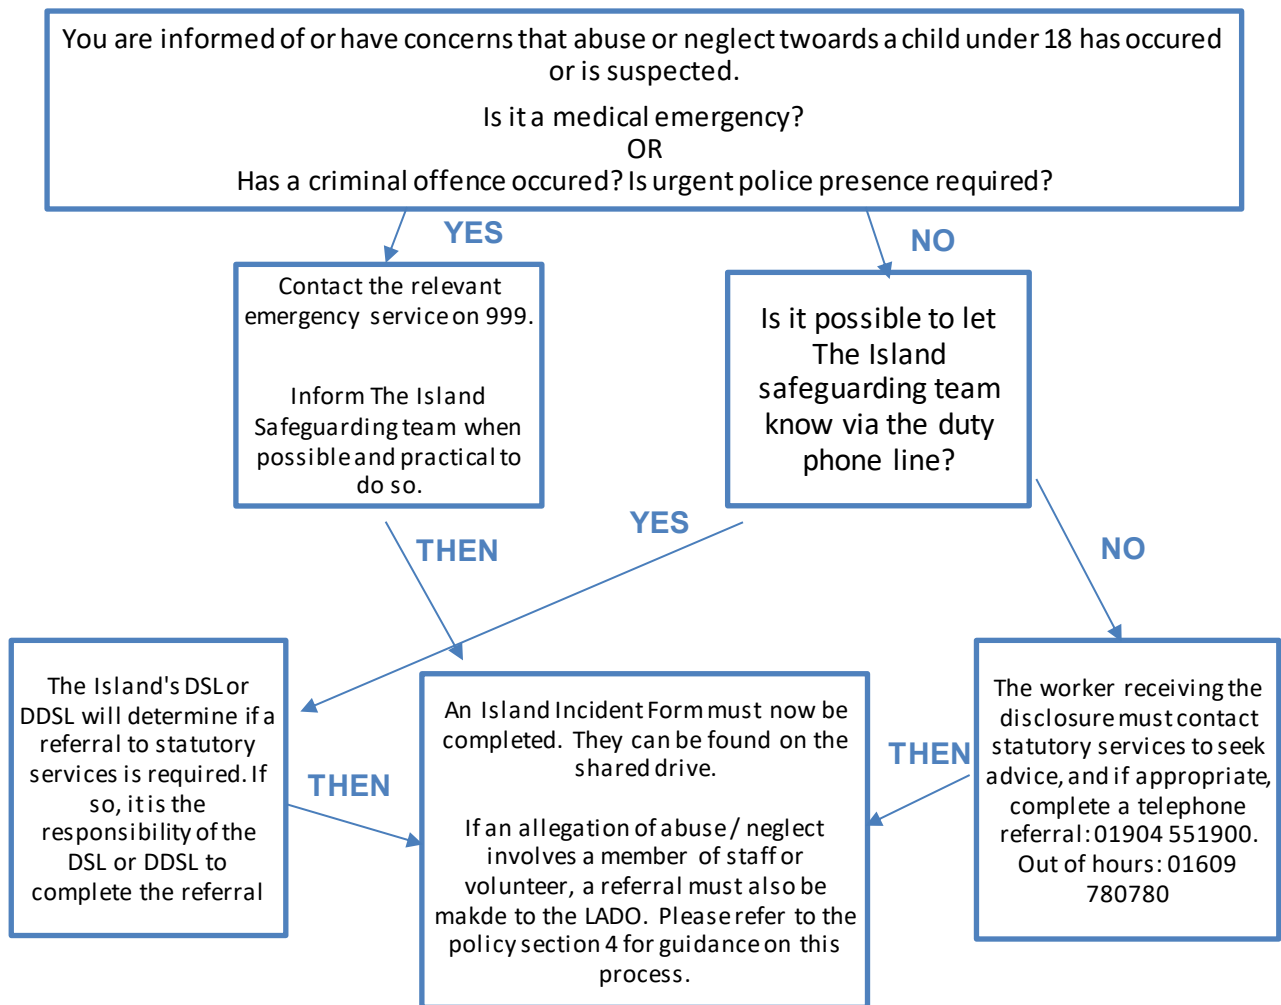 You are informed of or have concerns that abuse or neglect twoards a child under 18 has occured
or is suspected.
Is it a medical emergency?
OR
Has a criminal offence occured? Is urgent police presence required?
YES
NO
Contact the relevant
emergency service on 999.
Inform The Island
Safeguarding team when
possible and practical to
do so.
Is it possible to let
The Island
safeguarding team
know via the duty
phone line?
THEN
YES
NO
The Island's DSL or
DDSL will determine if a
referral to statutory
services is required. If
so, it is the
responsibility of the
DSL or DDSL to
complete the referral
THEN
An Island Incident Form must now be
completed. They can be found on the
shared drive.
If an allegation of abuse / neglect
involves a member of staff or
volunteer, a referral must also be
makde to the LADO. Please refer to the
policy section 4 for guidance on this
process.
THEN
The worker receiving the
disclosure must contact
statutory services to seek
advice, and if appropriate,
complete a telephone
referral: 01904 551900.
Out of hours: 01609
780780